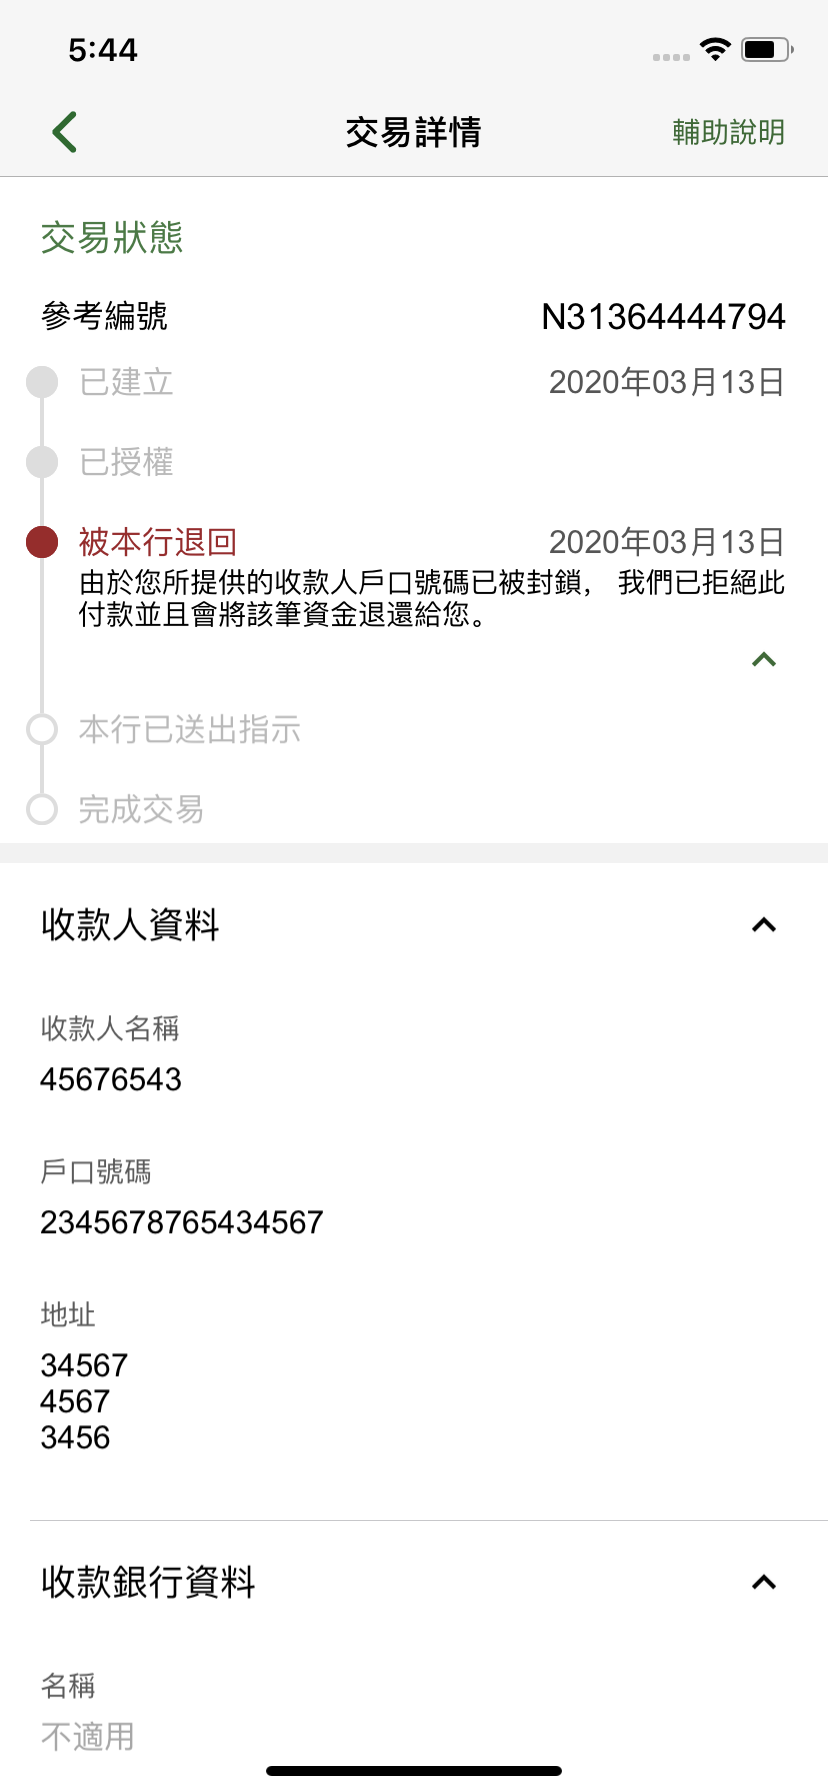 5:44
交易詳情
輔助說明
交易狀態
參考編號 N31364444794
已建立 2020年03月13日
已授權
被本行退回 2020年03月13日
由於您所提供的收款人戶口號碼已被封鎖， 我們已拒絕此
付款並且會將該筆資金退還給您。
本行已送出指示
完成交易
收款人資料
收款人名稱
45676543
戶口號碼
2345678765434567
地址
34567
4567
3456
收款銀行資料
名稱
不適用